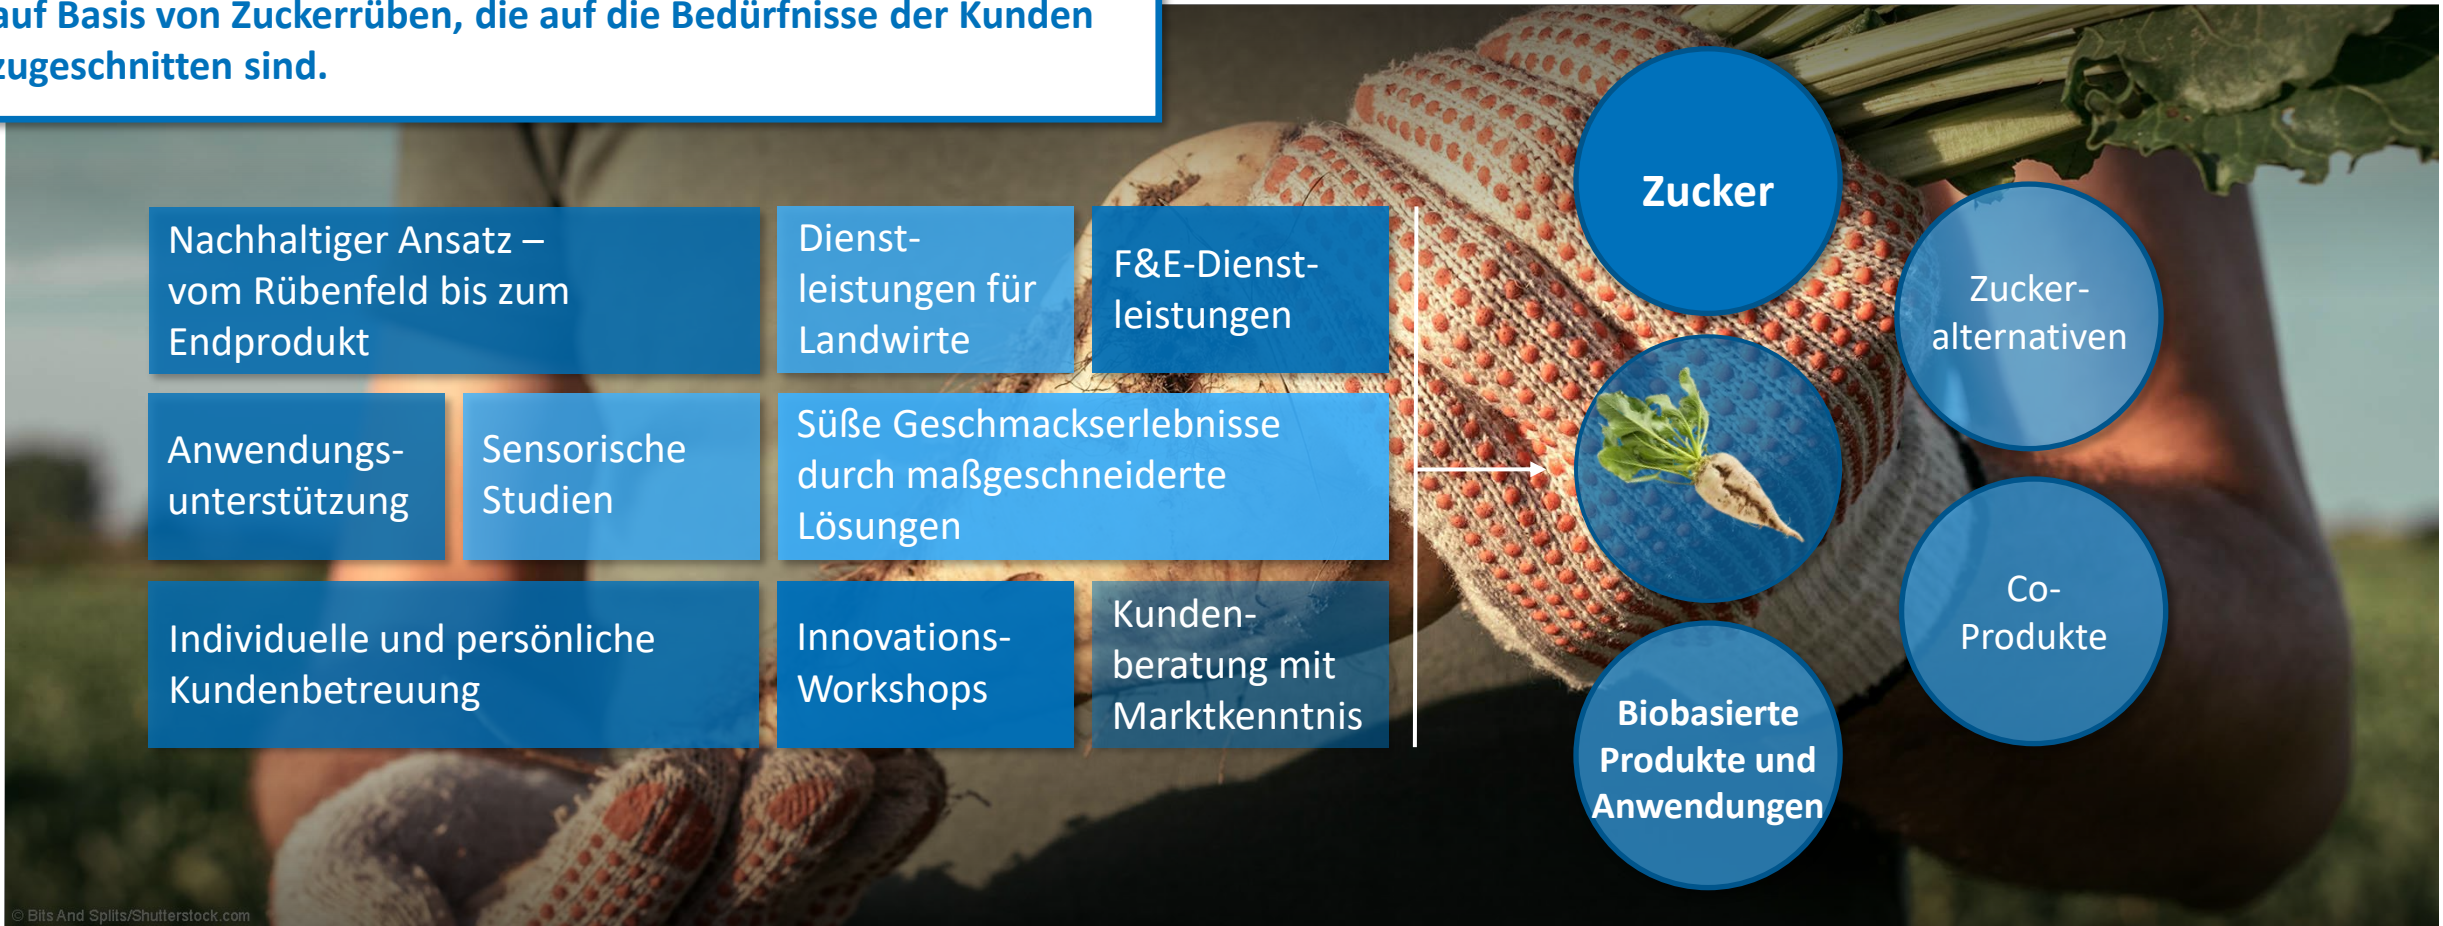 auf Basis von Zuckerrüben, die auf die Bedürfnisse der Kunden
zugeschnitten sind.
Nachhaltiger Ansatz –
vom Rübenfeld bis zum
Endprodukt
Dienst-
leistungen für
Landwirte
F&E-Dienst-
leistungen
Anwendungs-
unterstützung
Sensorische
Studien
Süße Geschmackserlebnisse
durch maßgeschneiderte
Lösungen
Individuelle und persönliche
Kundenbetreuung
Innovations-
Workshops
Kunden-
beratung mit
Marktkenntnis
Zucker
Zucker-
alternativen
Co-
Produkte
Biobasierte
Produkte und
Anwendungen
© Bits And Splits/Shutterstock.com